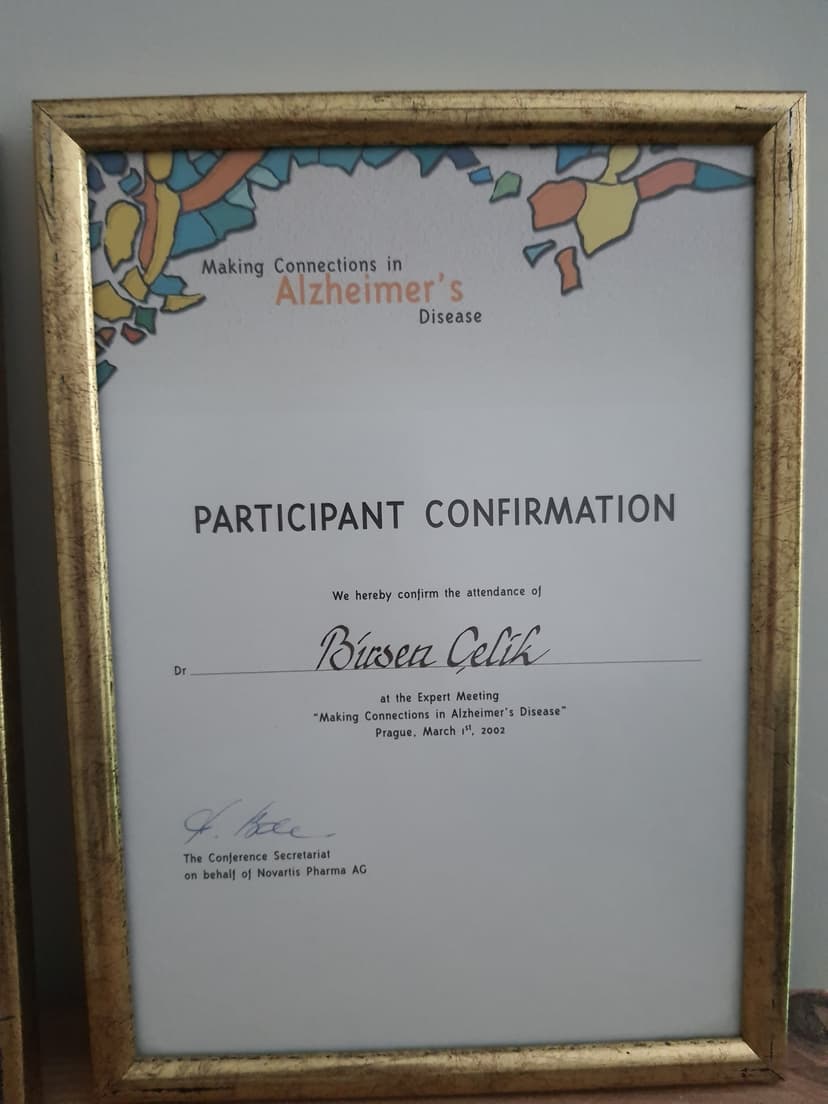 Making Connections in
Alzheimer's
Disease
PARTICIPANT CONFIRMATION
We hereby confirm the attendance of
Dr Birsen Çelik
at the Expert Meeting
"Making Connections in Alzheimer's Disease"
Prague, March 1st, 2002
The Conference Secretariat
on behalf of Novartis Pharma AG